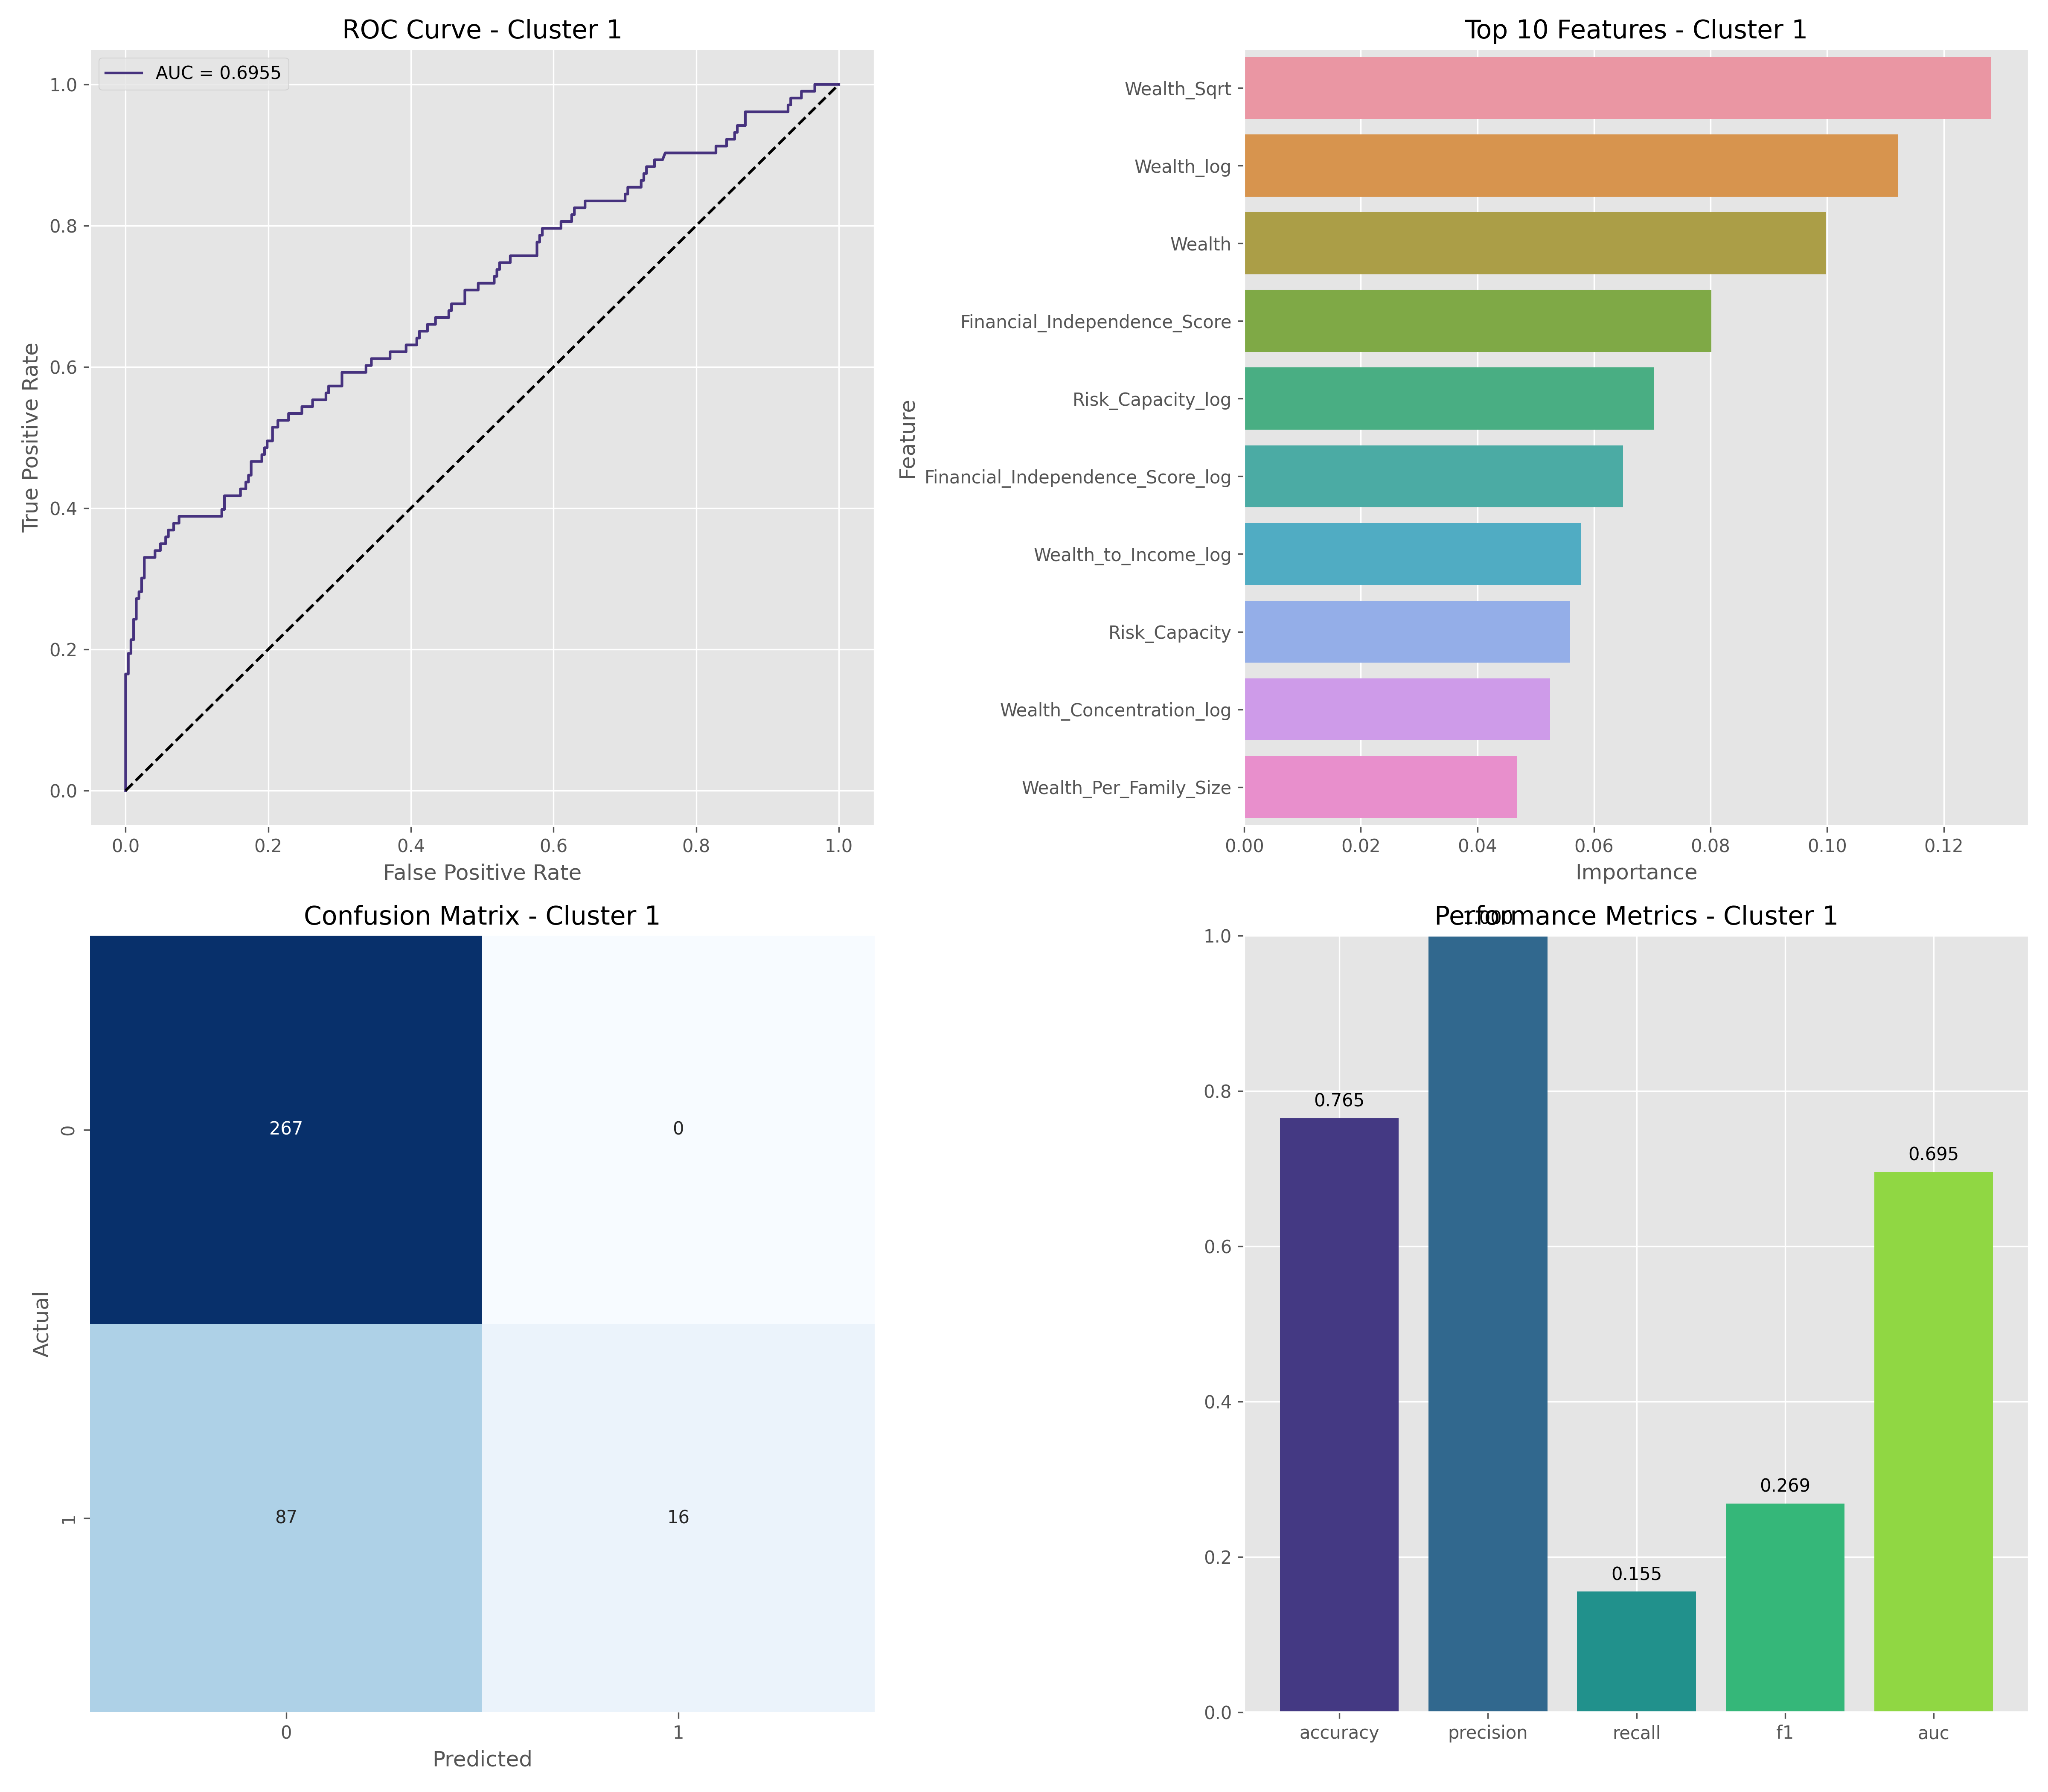 ROC Curve - Cluster 1
AUC = 0.6955
1.0
0.8
0.6
0.4
0.2
0.0
True Positive Rate
0.0 0.2 0.4 0.6 0.8 1.0
False Positive Rate
Top 10 Features - Cluster 1
Feature
Wealth_Sqrt
Wealth_log
Wealth
Financial_Independence_Score
Risk_Capacity_log
Financial_Independence_Score_log
Wealth_to_Income_log
Risk_Capacity
Wealth_Concentration_log
Wealth_Per_Family_Size
0.00 0.02 0.04 0.06 0.08 0.10 0.12
Importance
Confusion Matrix - Cluster 1
Actual
0
1
267 0
87 16
0 1
Predicted
Performance Metrics - Cluster 1
1.000
1.0
0.8
0.6
0.4
0.2
0.0
0.765
0.155
0.269
0.695
accuracy precision recall f1 auc